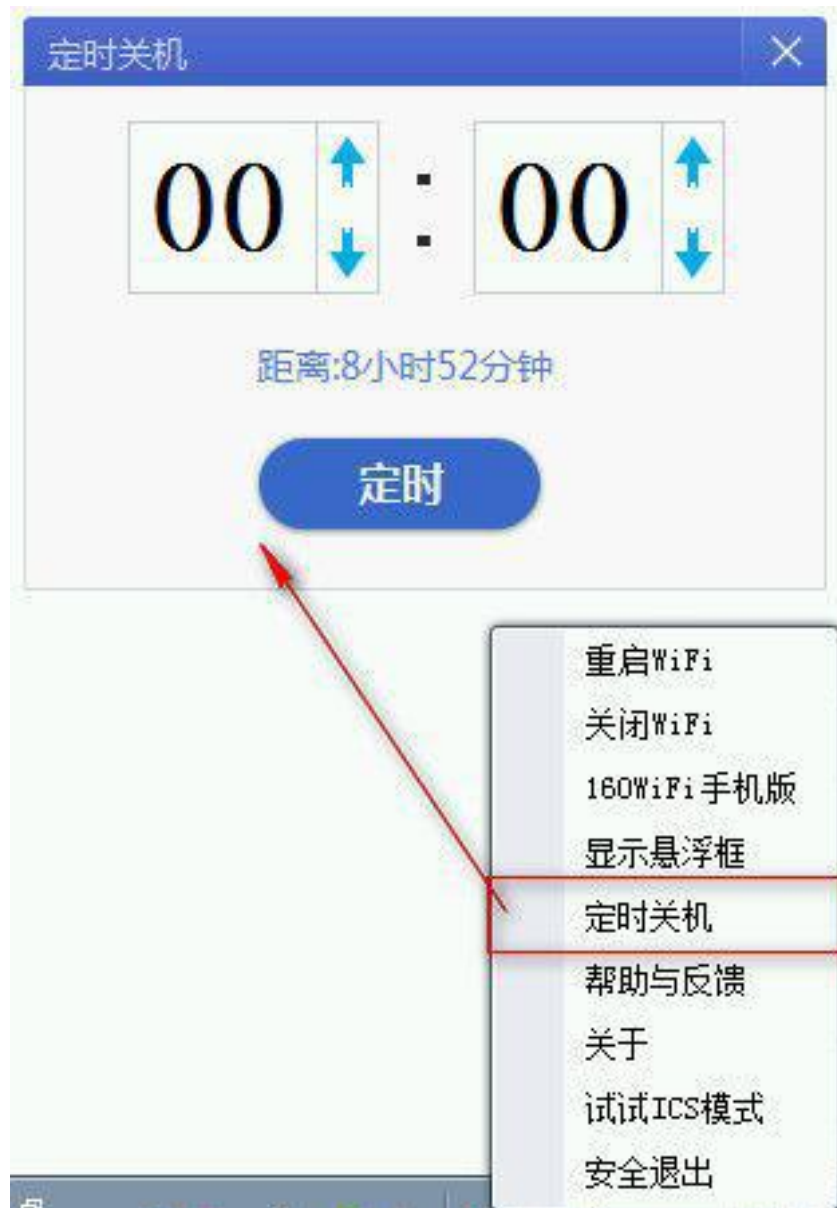 定时关机
00 : 00
距离:8小时52分钟
定时
重启WiFi
关闭WiFi
160WiFi手机版
显示悬浮框
定时关机
帮助与反馈
关于
试试ICS模式
安全退出